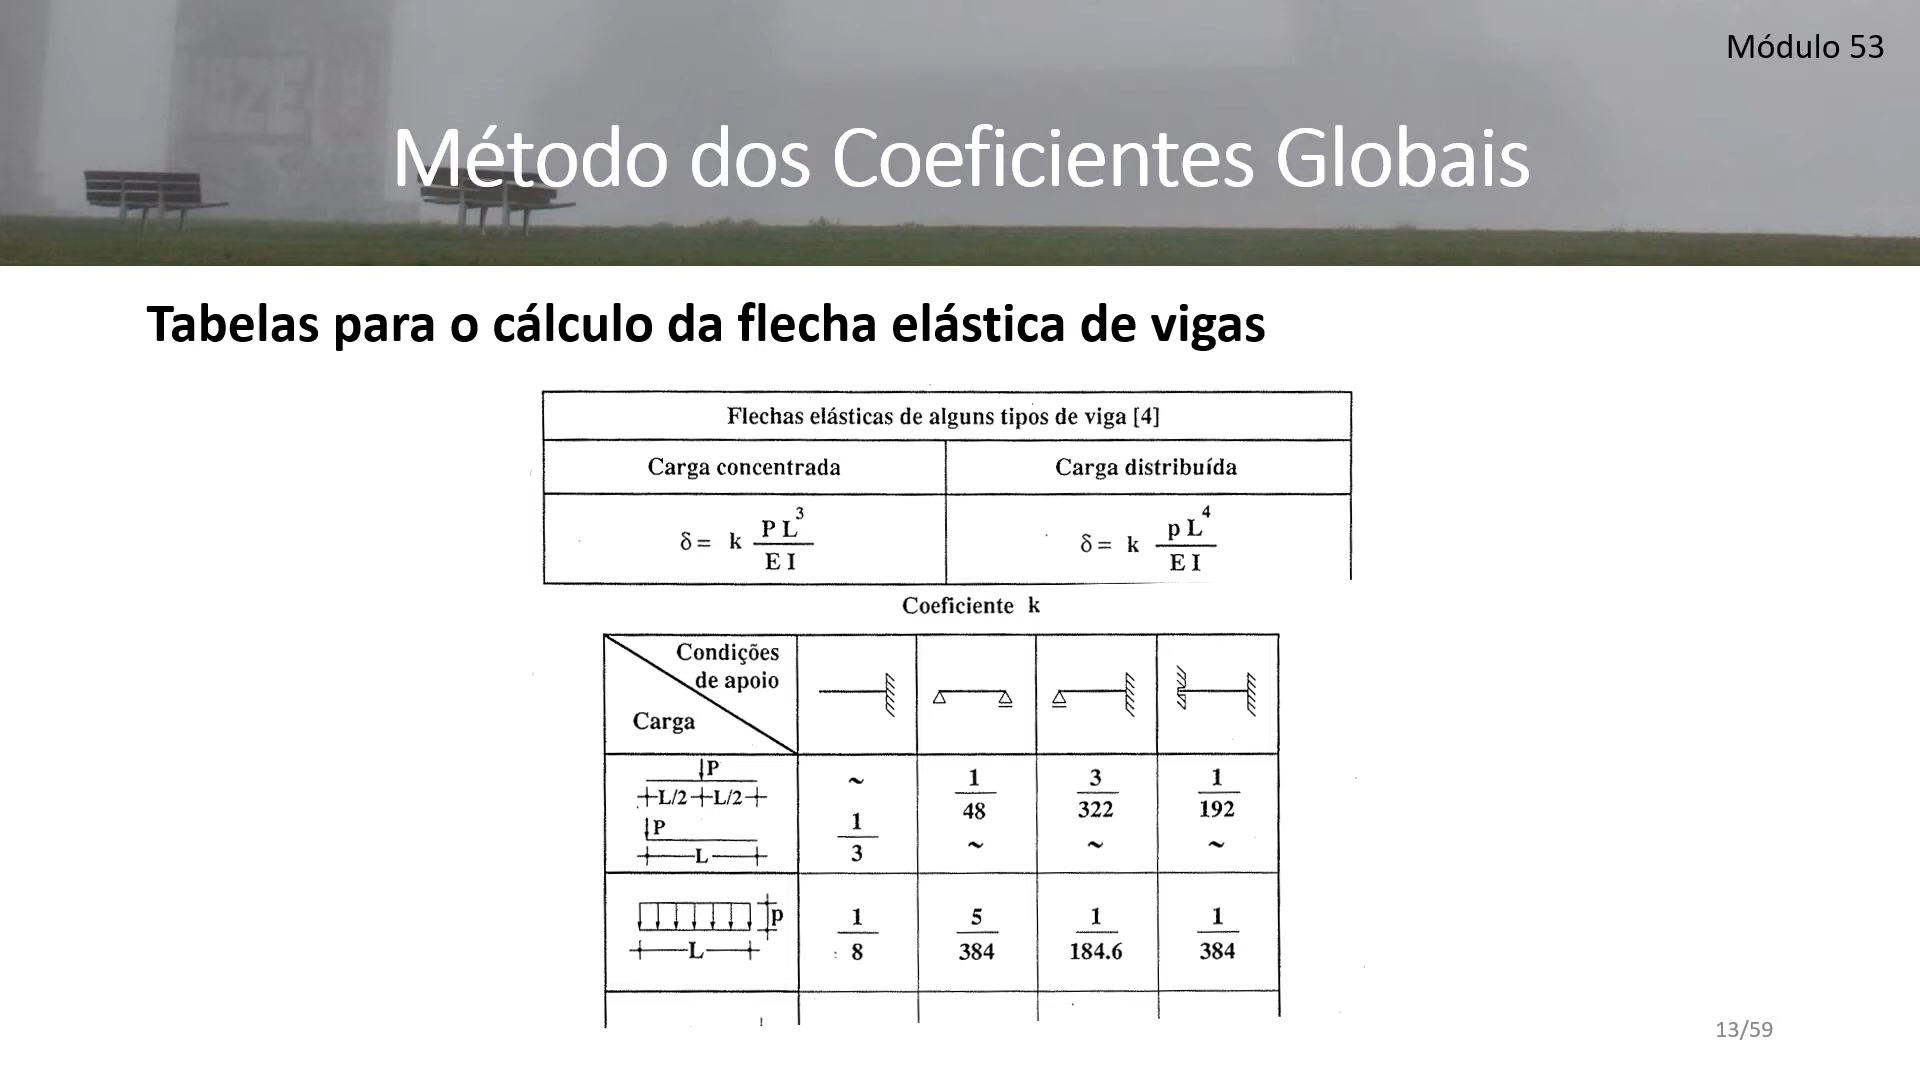 Módulo 53
Método dos Coeficientes Globais
Tabelas para o cálculo da flecha elástica de vigas
Flechas elásticas de alguns tipos de viga [4]
Carga concentrada
Carga distribuída
δ = k P L³ / E I
δ = k p L⁴ / E I
Coeficiente k
Condições de apoio
Carga
P
L/2 L/2
P
L
~
1/3
1/48
~
3/322
~
1/192
~
p
L
1/8
5/384
1/184.6
1/384
13/59